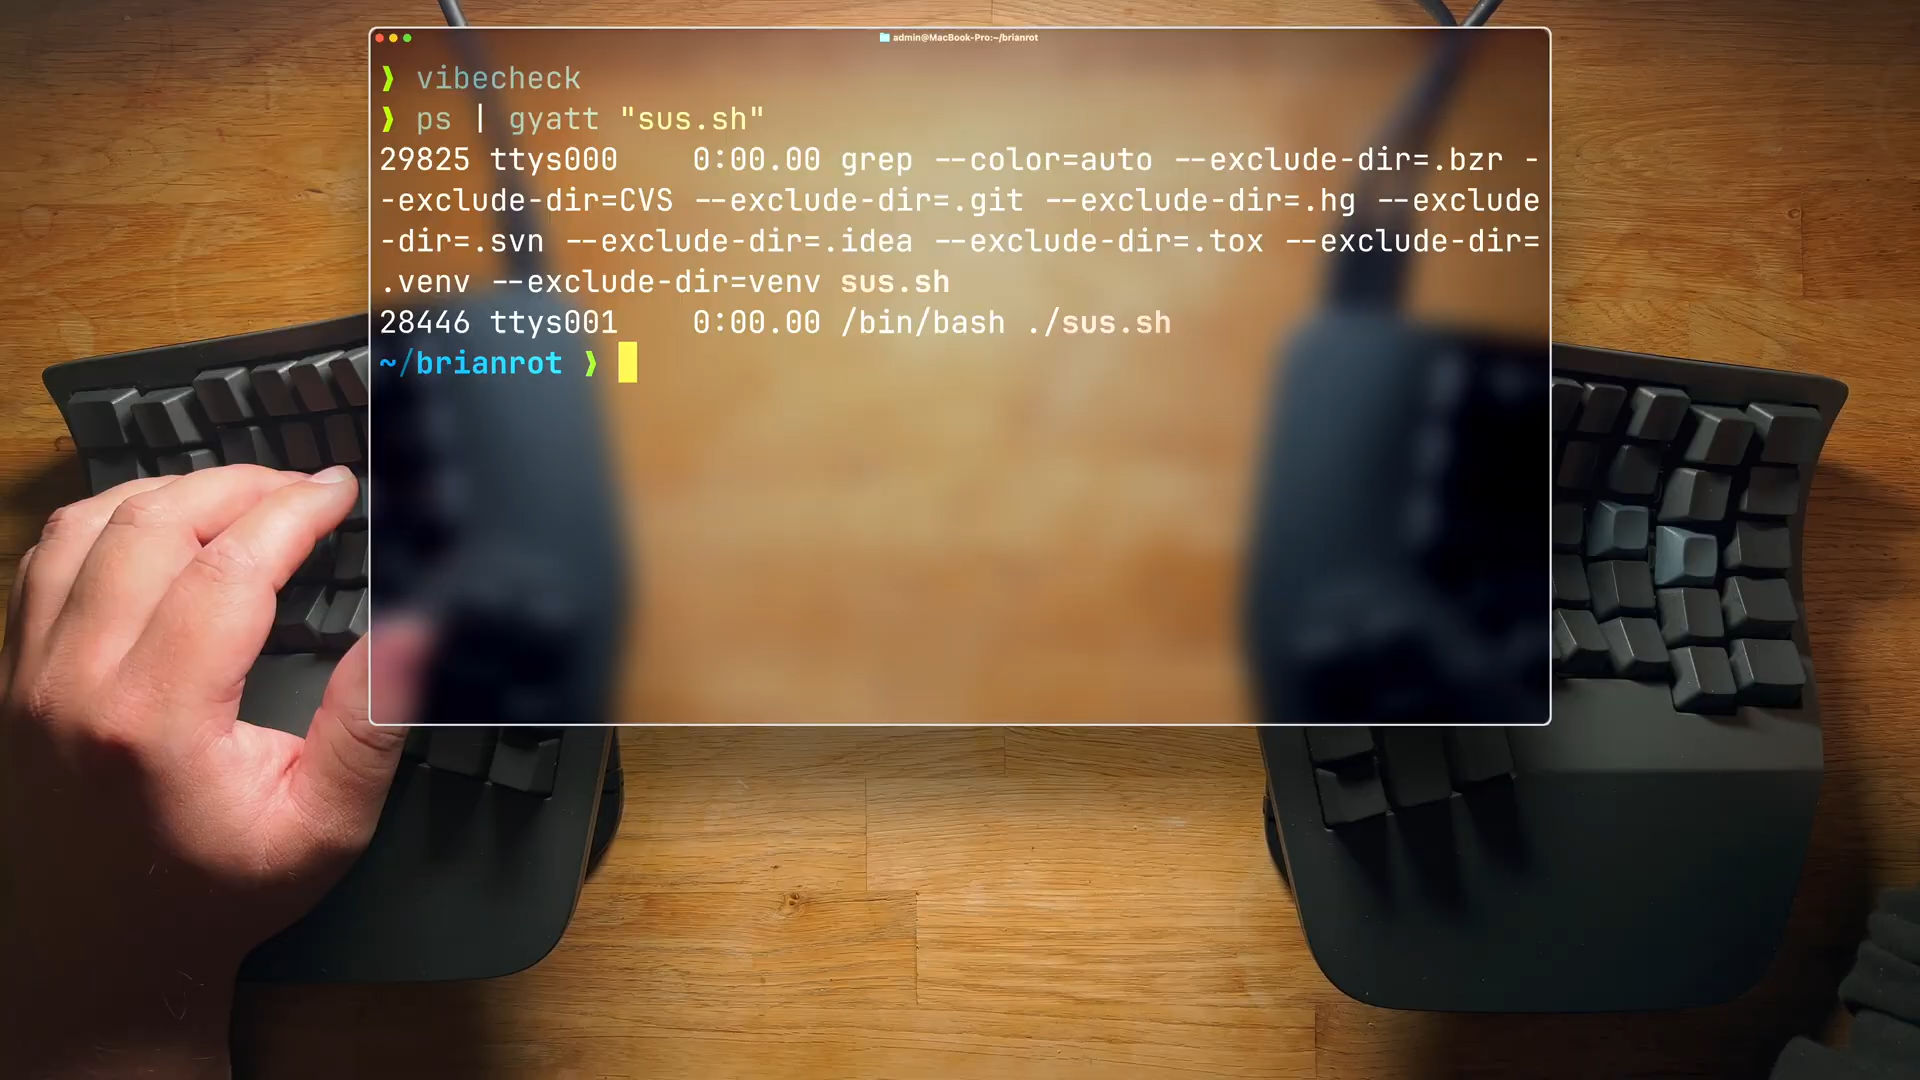 admin@MacBook-Pro:~/brianrot
❯ vibecheck
❯ ps | gyatt "sus.sh"
29825 ttys000    0:00.00 grep --color=auto --exclude-dir=.bzr -
-exclude-dir=CVS --exclude-dir=.git --exclude-dir=.hg --exclude
-dir=.svn --exclude-dir=.idea --exclude-dir=.tox --exclude-dir=
.venv --exclude-dir=venv sus.sh
28446 ttys001    0:00.00 /bin/bash ./sus.sh
~/brianrot ❯